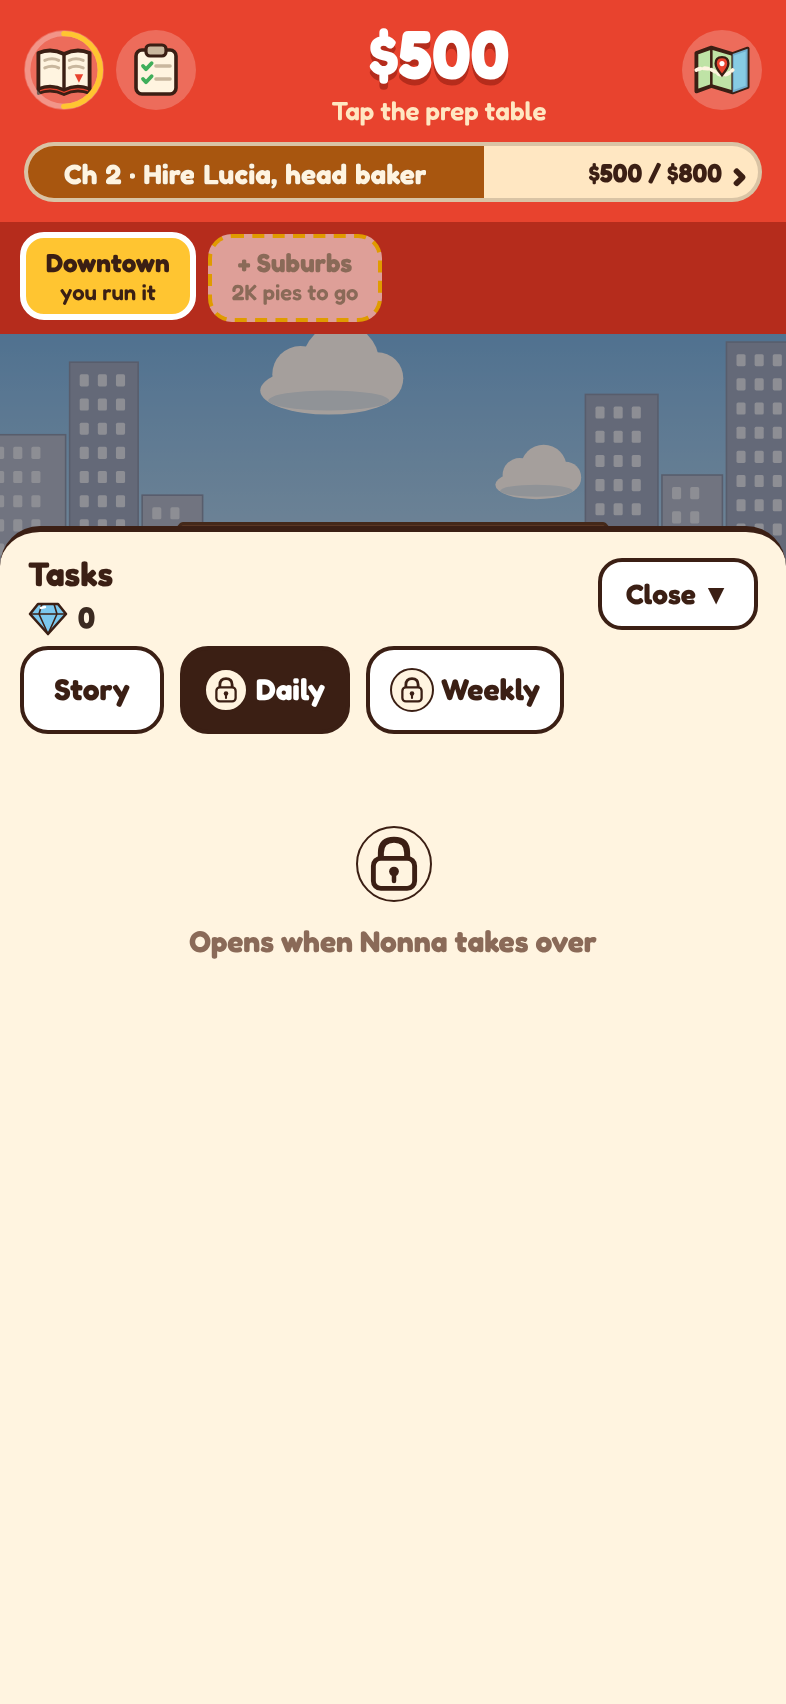 $500
Tap the prep table
Ch 2 · Hire Lucia, head baker
$500 / $800 ›
Downtown
you run it
+ Suburbs
2K pies to go
Tasks
0
Close ▼
Story
Daily
Weekly
Opens when Nonna takes over